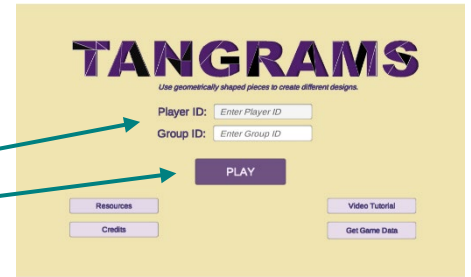 TANGRAMS
Use geometrically shaped pieces to create different designs.
Player ID: Enter Player ID
Group ID: Enter Group ID
PLAY
Resources
Video Tutorial
Credits
Get Game Data